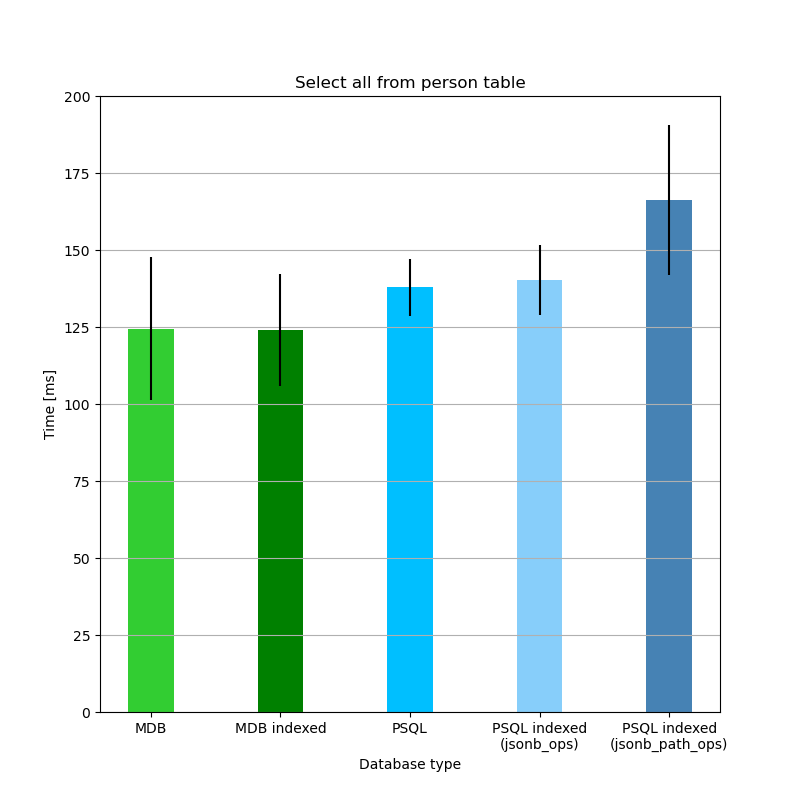 Select all from person table
200
175
150
125
100
75
50
25
0
Time [ms]
MDB
MDB indexed
PSQL
PSQL indexed
(jsonb_ops)
PSQL indexed
(jsonb_path_ops)
Database type